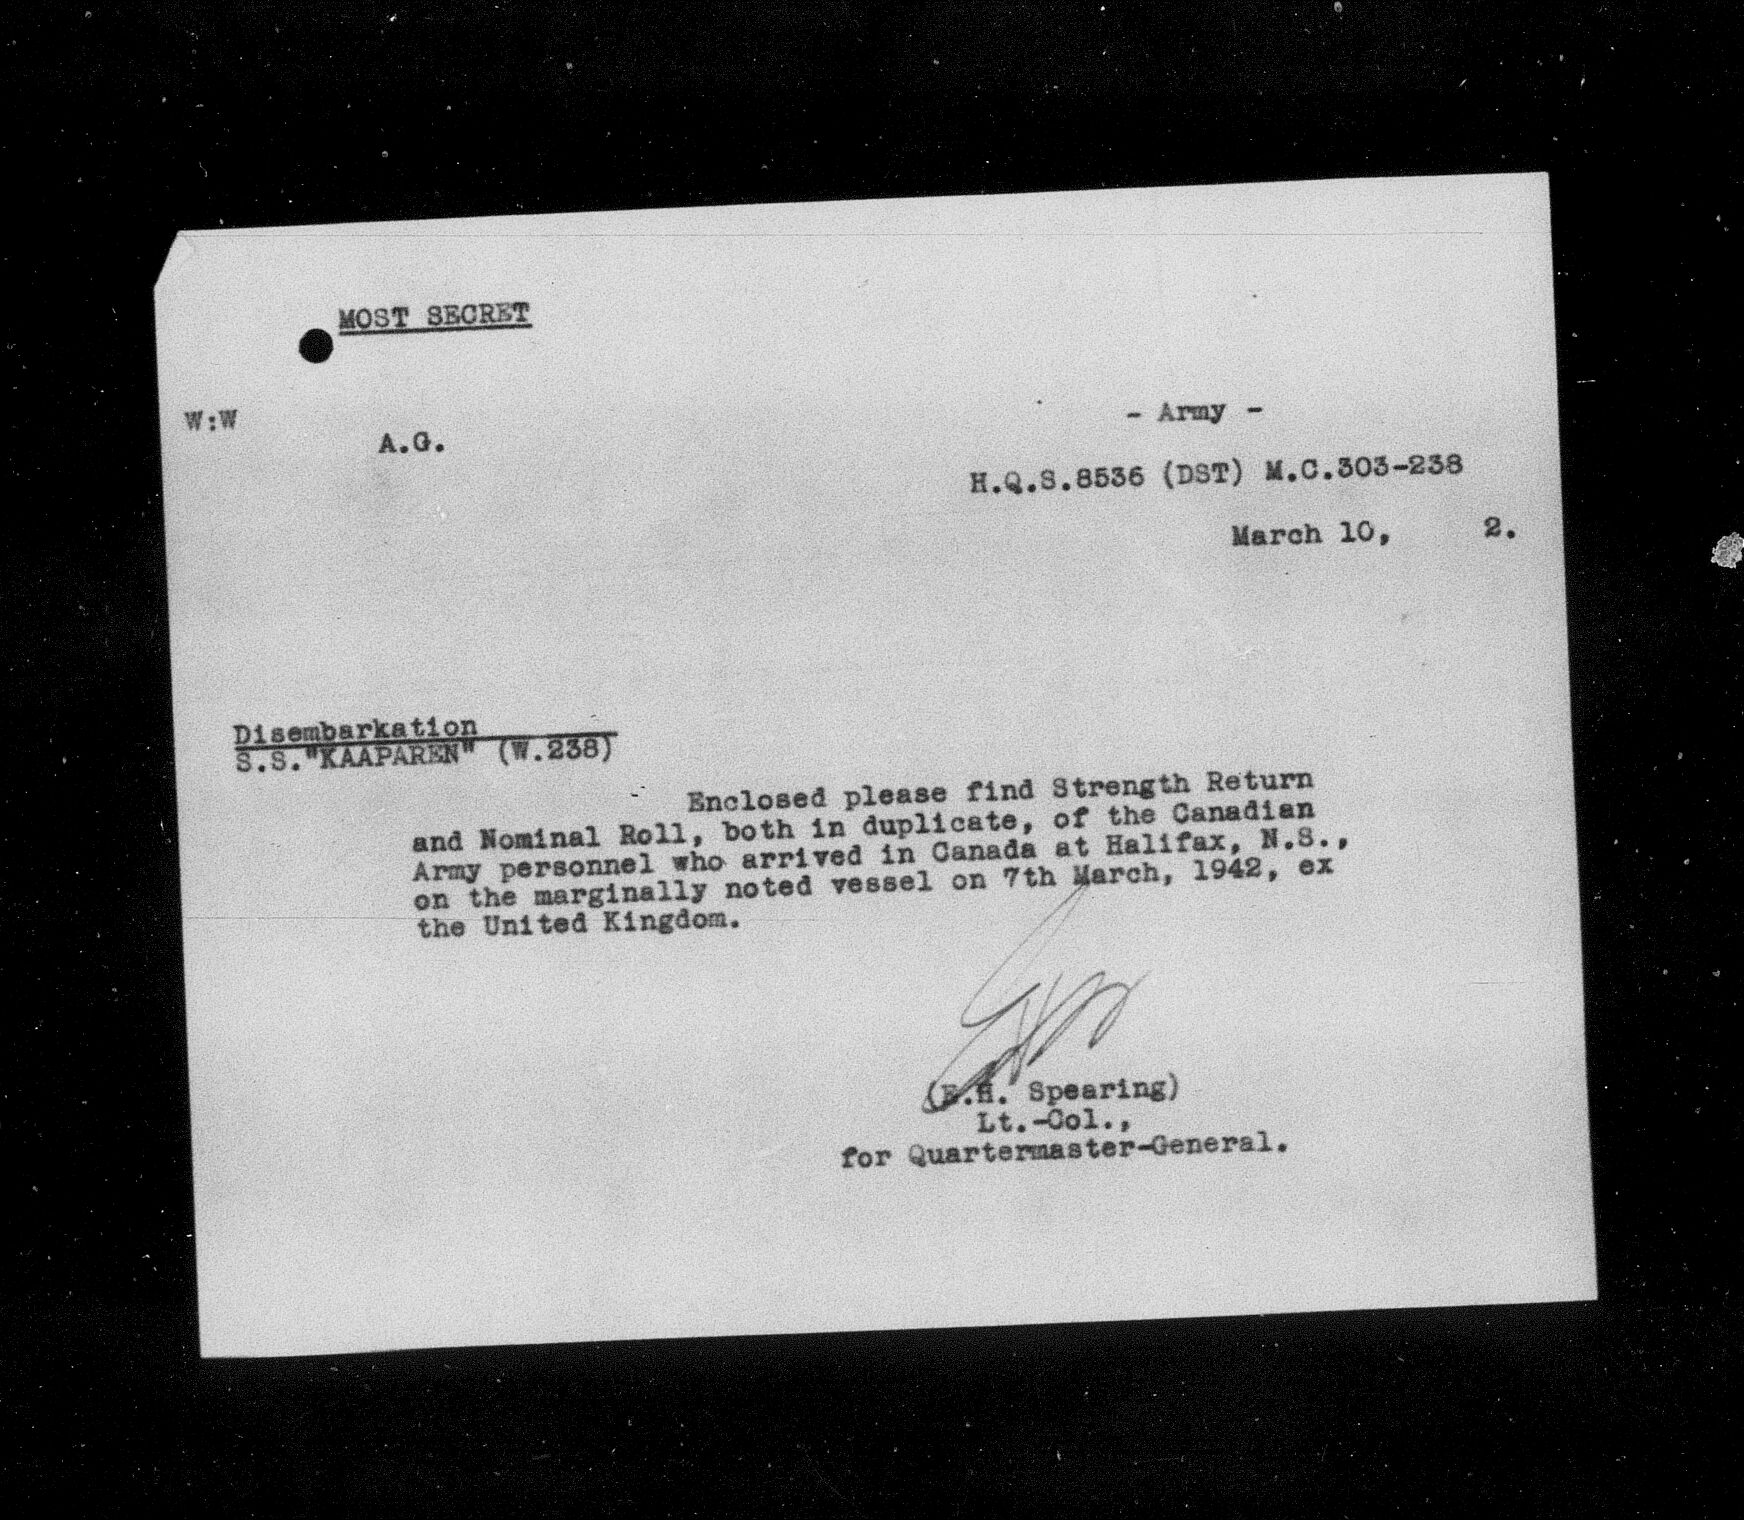 MOST SECRET
W:W
A.G.
- Army -
H.Q.S.8536 (DST) M.C.303-238
March 10, 2.
Disembarkation
S.S."KAAPAREN" (W.238)
Enclosed please find Strength Return
and Nominal Roll, both in duplicate, of the Canadian
Army personnel who arrived in Canada at Halifax, N.S.,
on the marginally noted vessel on 7th March, 1942, ex
the United Kingdom.
(E.H. Spearing)
Lt.-Col.,
for Quartermaster-General.